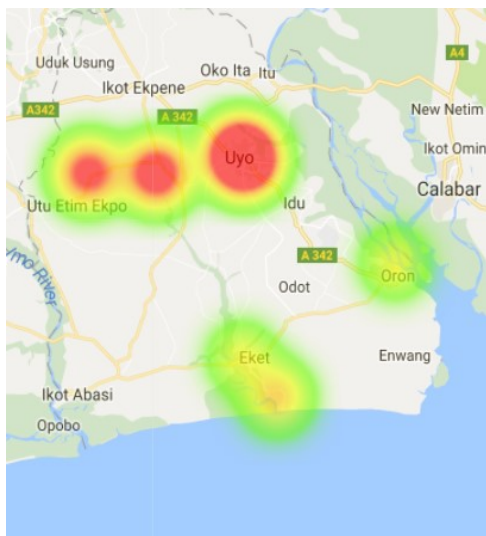 Uduk Usung
Oko Ita
Itu
A4
Ikot Ekpene
A342
A 342
New Netim
Ikot Omin
Uyo
Calabar
Utu Etim Ekpo
Idu
A 342
Oron
Odot
Eket
Enwang
Ikot Abasi
Opobo
mo River